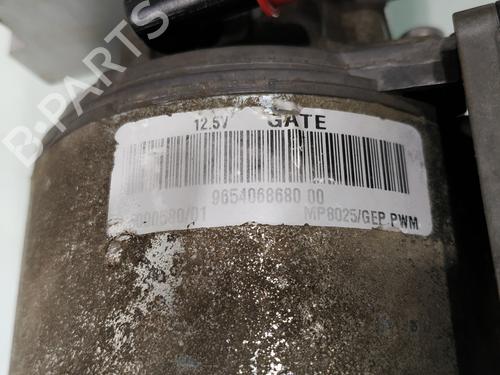 B-PARTS
12.5V GATE
9654068680 00
MP8025/GEP PWM